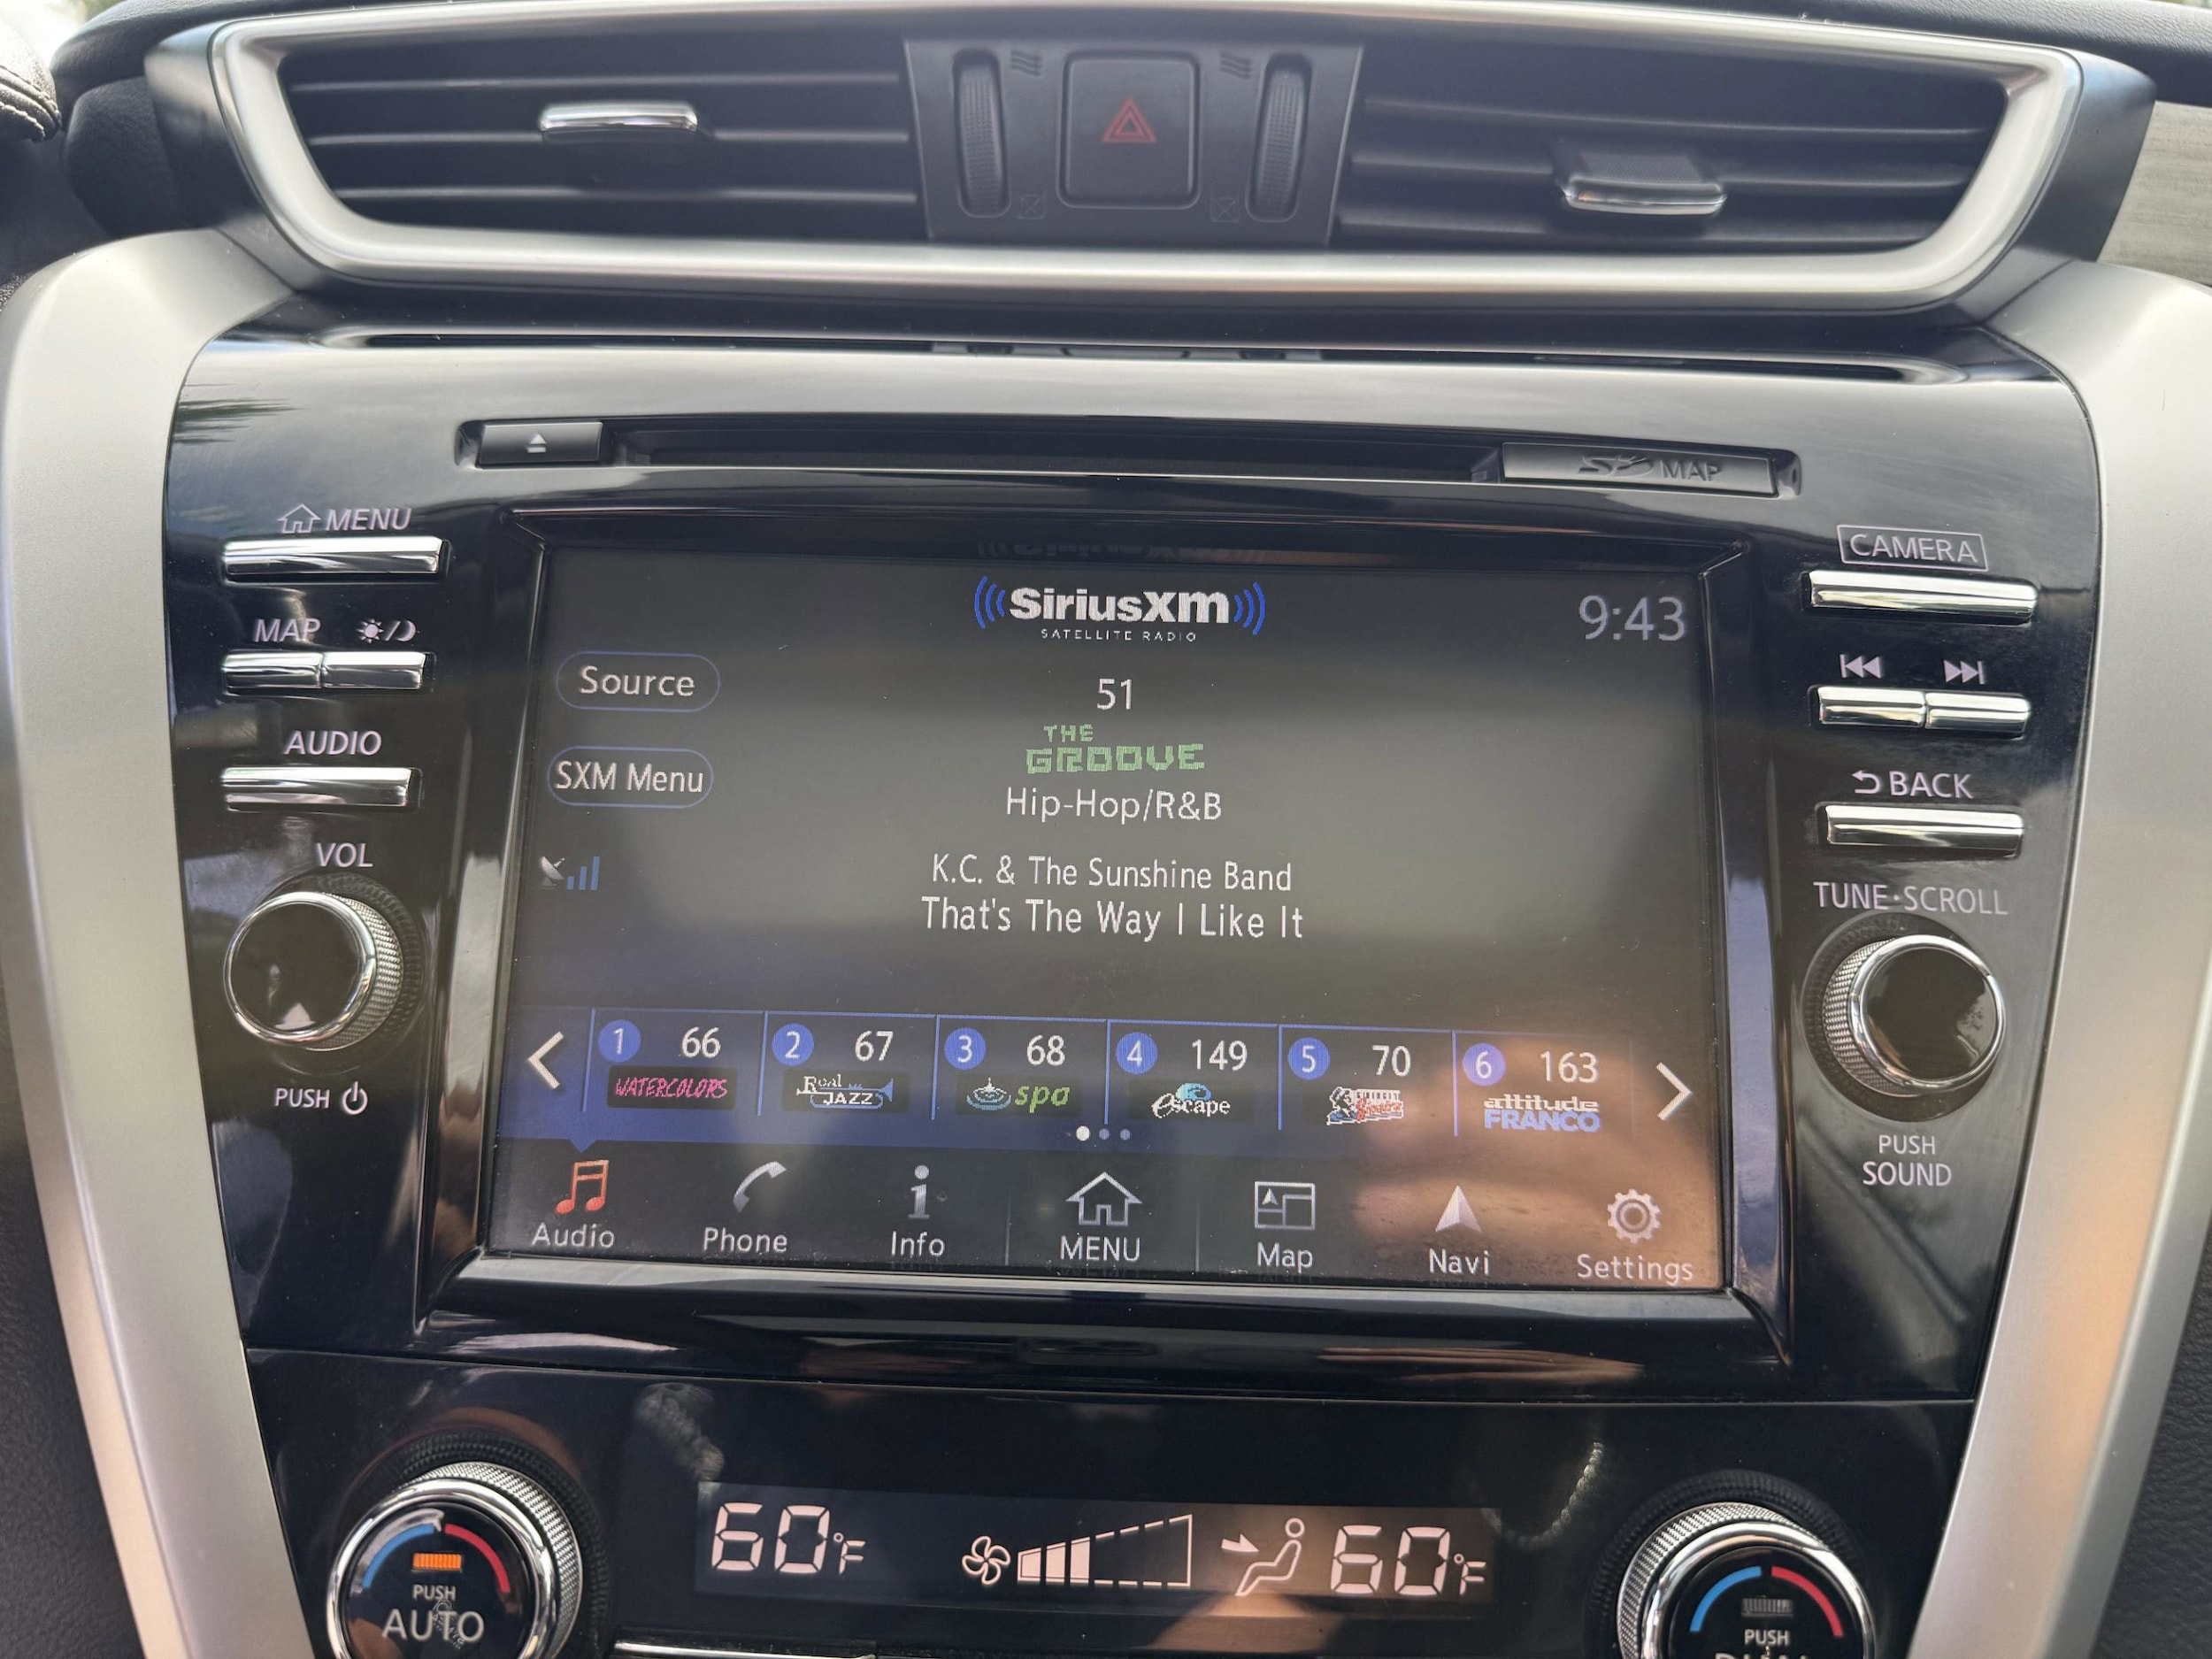 SD MAP
MENU
MAP
AUDIO
VOL
PUSH
CAMERA
BACK
TUNE·SCROLL
PUSH
SOUND
SiriusXM
SATELLITE RADIO
9:43
Source
SXM Menu
51
THE
GROOVE
Hip-Hop/R&B
K.C. & The Sunshine Band
That's The Way I Like It
1 66
WATERCOLORS
2 67
Real
JAZZ
3 68
spa
4 149
escape
5 70
6 163
attitude
FRANCO
Audio
Phone
Info
MENU
Map
Navi
Settings
60°F
60°F
PUSH
AUTO
PUSH